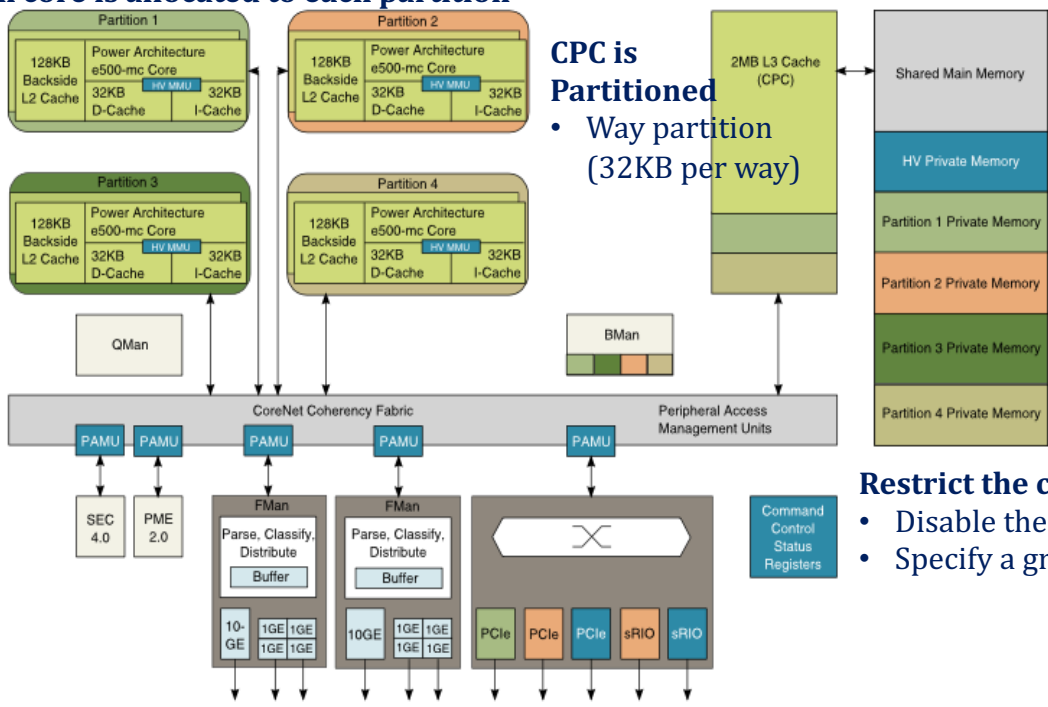 core is allocated to each partition
Partition 1
128KB
Backside
L2 Cache
Power Architecture
e500-mc Core
HV MMU
32KB
D-Cache
32KB
I-Cache
Partition 2
128KB
Backside
L2 Cache
Power Architecture
e500-mc Core
HV MMU
32KB
D-Cache
32KB
I-Cache
CPC is
Partitioned
• Way partition
(32KB per way)
2MB L3 Cache
(CPC)
Shared Main Memory
HV Private Memory
Partition 1 Private Memory
Partition 2 Private Memory
Partition 3 Private Memory
Partition 4 Private Memory
Partition 3
128KB
Backside
L2 Cache
Power Architecture
e500-mc Core
HV MMU
32KB
D-Cache
32KB
I-Cache
Partition 4
128KB
Backside
L2 Cache
Power Architecture
e500-mc Core
HV MMU
32KB
D-Cache
32KB
I-Cache
QMan
BMan
CoreNet Coherency Fabric
Peripheral Access
Management Units
PAMU
PAMU
PAMU
PAMU
PAMU
SEC
4.0
PME
2.0
FMan
Parse, Classify,
Distribute
Buffer
10-
GE
1GE 1GE
1GE 1GE
FMan
Parse, Classify,
Distribute
Buffer
10GE
1GE 1GE
1GE 1GE
PCIe
PCIe
PCIe
sRIO
sRIO
Command
Control
Status
Registers
Restrict the
• Disable the
• Specify a